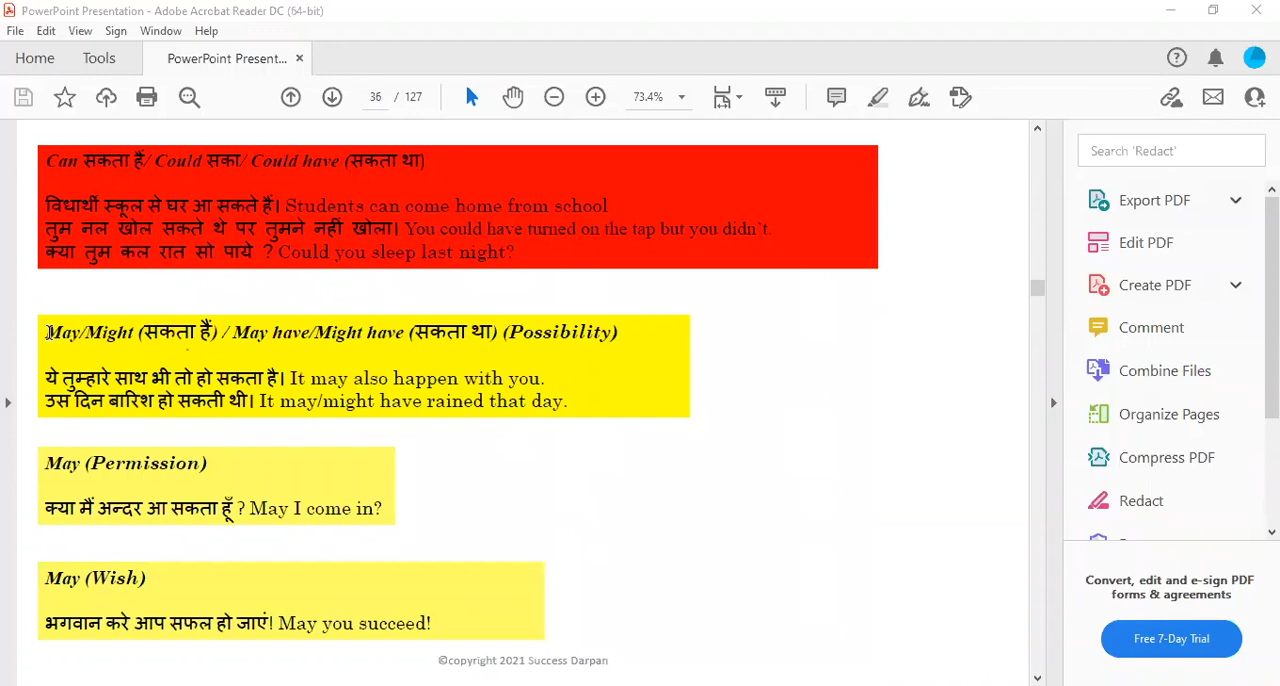 PowerPoint Presentation - Adobe Acrobat Reader DC (64-bit)
File Edit View Sign Window Help
Home Tools PowerPoint Present... ×
36 / 127 73.4%
Can सकता हैं/ Could सका/ Could have (सकता था)
विधार्थी स्कूल से घर आ सकते हैं। Students can come home from school
तुम नल खोल सकते थे पर तुमने नहीं खोला। You could have turned on the tap but you didn't.
क्या तुम कल रात सो पाये ? Could you sleep last night?
May/Might (सकता हैं) / May have/Might have (सकता था) (Possibility)
ये तुम्हारे साथ भी तो हो सकता है। It may also happen with you.
उस दिन बारिश हो सकती थी। It may/might have rained that day.
May (Permission)
क्या मैं अन्दर आ सकता हूँ ? May I come in?
May (Wish)
भगवान करे आप सफल हो जाएं! May you succeed!
©copyright 2021 Success Darpan
Search 'Redact'
Export PDF
Edit PDF
Create PDF
Comment
Combine Files
Organize Pages
Compress PDF
Redact
Convert, edit and e-sign PDF
forms & agreements
Free 7-Day Trial